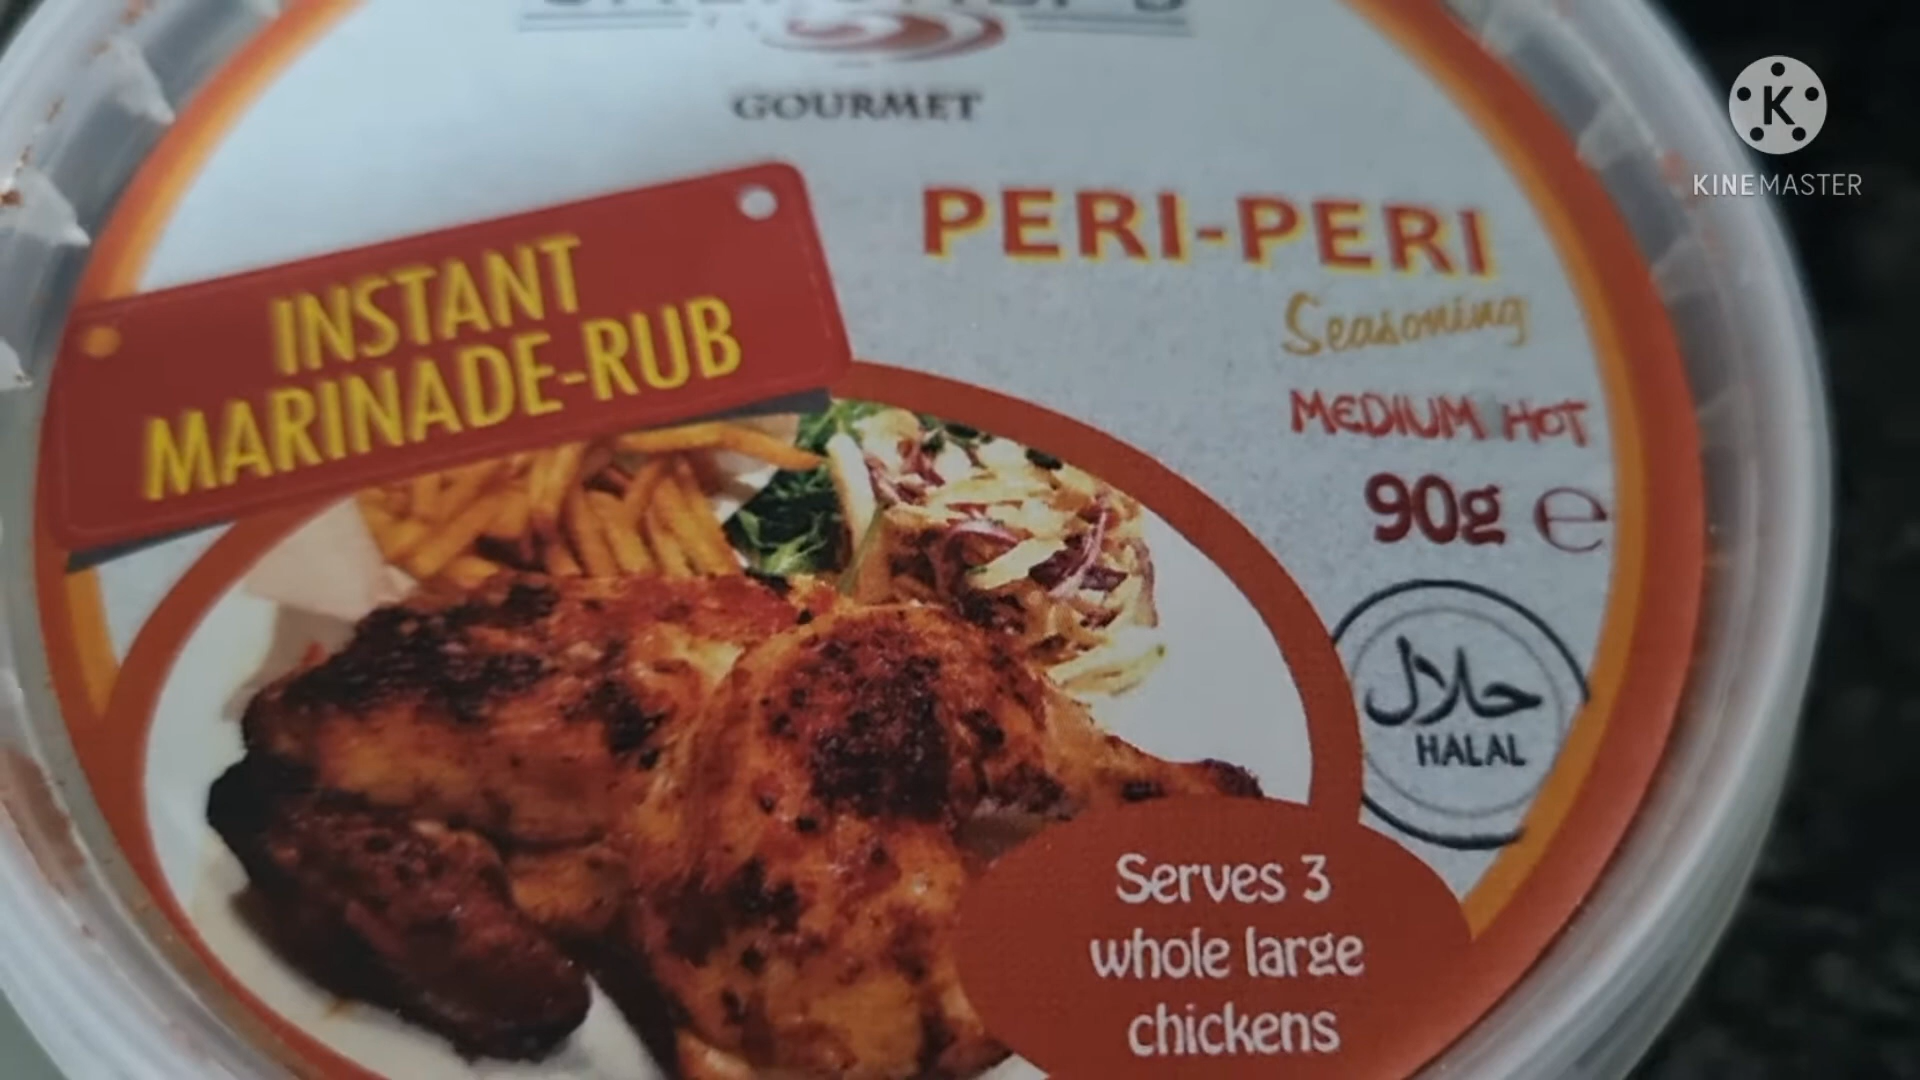 GOURMET
PERI-PERI
Seasoning
MEDIUM HOT
90g ℮
INSTANT
MARINADE-RUB
حلال
HALAL
Serves 3
whole large
chickens
K
KINEMASTER